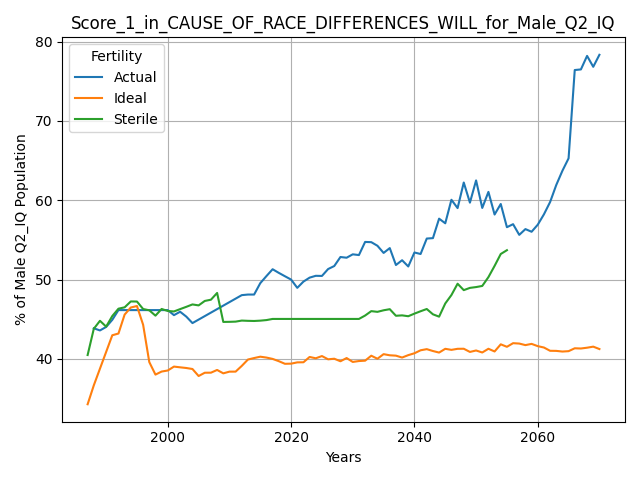 Score_1_in_CAUSE_OF_RACE_DIFFERENCES_WILL_for_Male_Q2_IQ
80
70
60
50
40
% of Male Q2_IQ Population
Fertility
Actual
Ideal
Sterile
2000
2020
2040
2060
Years